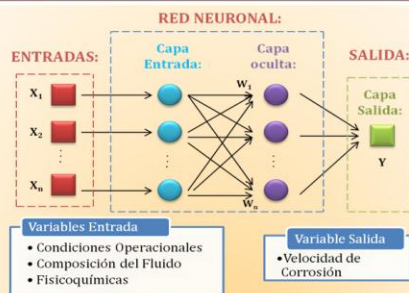 RED NEURONAL:
ENTRADAS:
Capa
Entrada:
Capa
oculta:
SALIDA:
X1
X2
Xn
W1
Wn
Capa
Salida:
Y
Variables Entrada
• Condiciones Operacionales
• Composición del Fluido
• Fisicoquímicas
Variable Salida
•Velocidad de
Corrosión